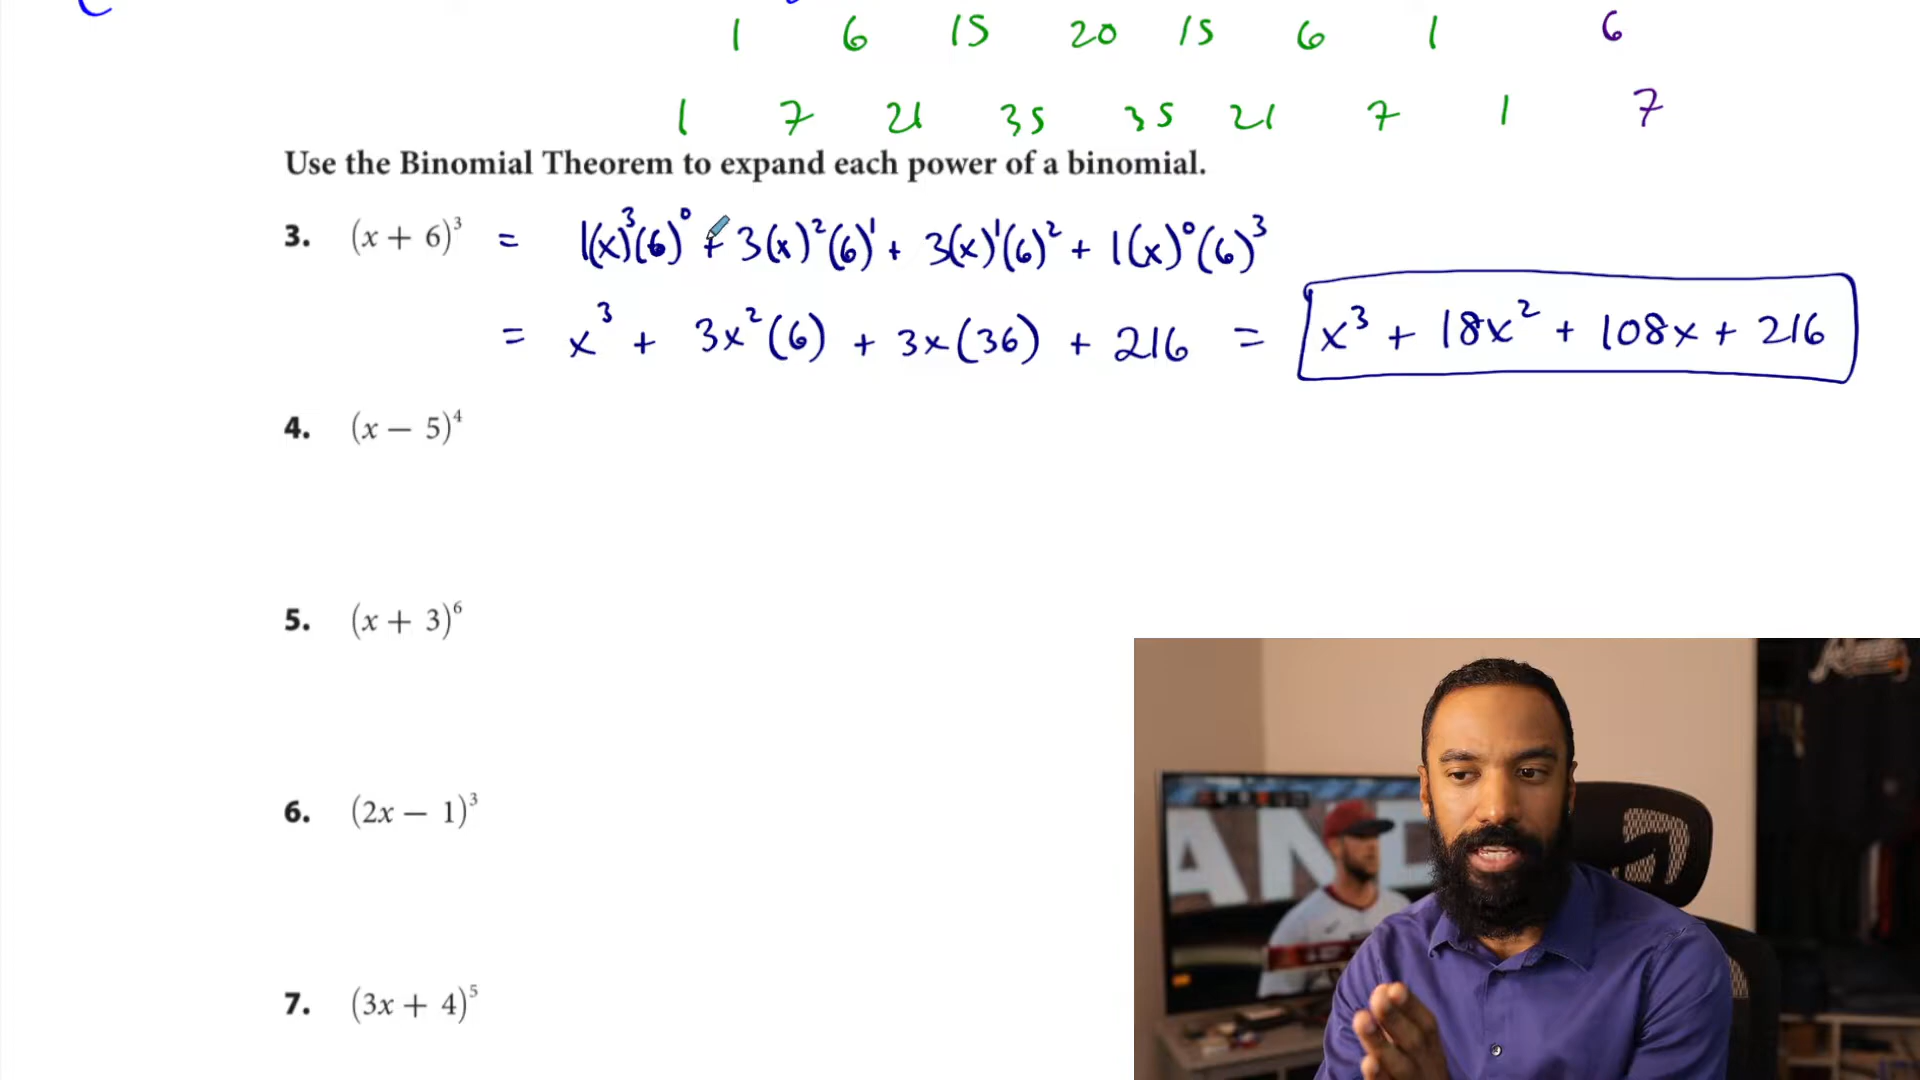 1 6 15 20 15 6 1 6
1 7 21 35 35 21 7 1 7
Use the Binomial Theorem to expand each power of a binomial.
3. (x + 6)³ = 1(x)³(6)⁰ + 3(x)²(6)¹ + 3(x)¹(6)² + 1(x)⁰(6)³
= x³ + 3x²(6) + 3x(36) + 216 = x³ + 18x² + 108x + 216
4. (x − 5)⁴
5. (x + 3)⁶
6. (2x − 1)³
7. (3x + 4)⁵